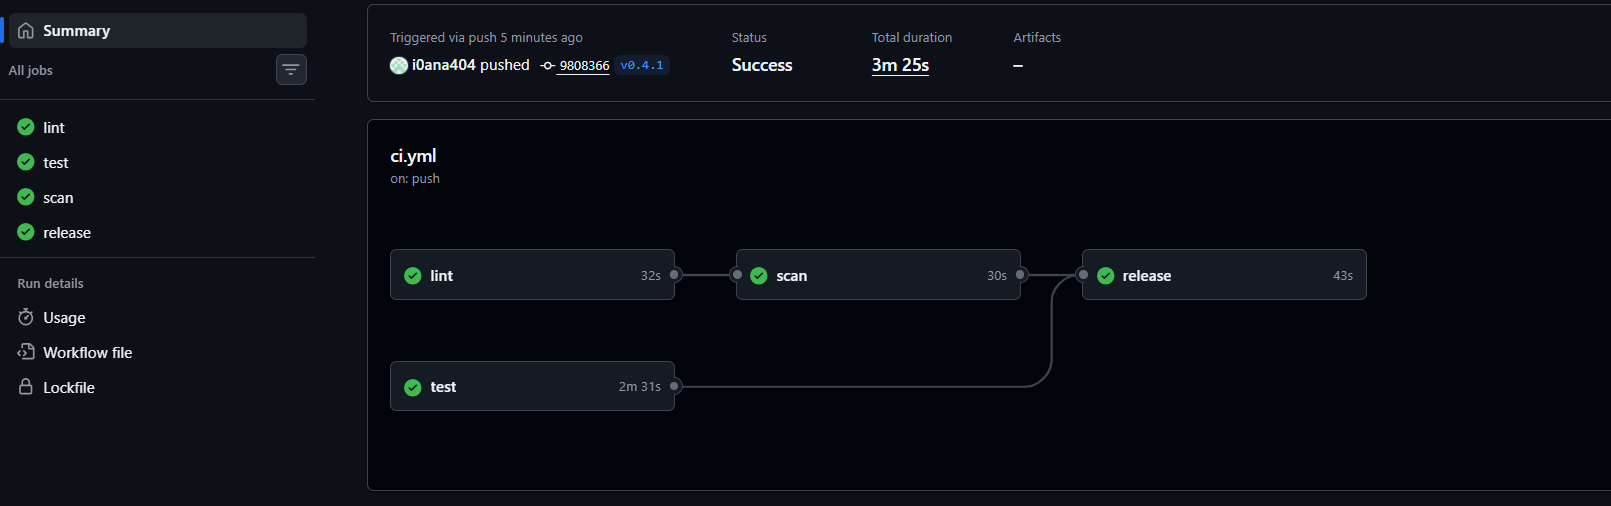 Summary
All jobs
lint
test
scan
release
Run details
Usage
Workflow file
Lockfile
Triggered via push 5 minutes ago
i0ana404 pushed 9808366 v0.4.1
Status
Success
Total duration
3m 25s
Artifacts
–
ci.yml
on: push
lint 32s
scan 30s
release 43s
test 2m 31s